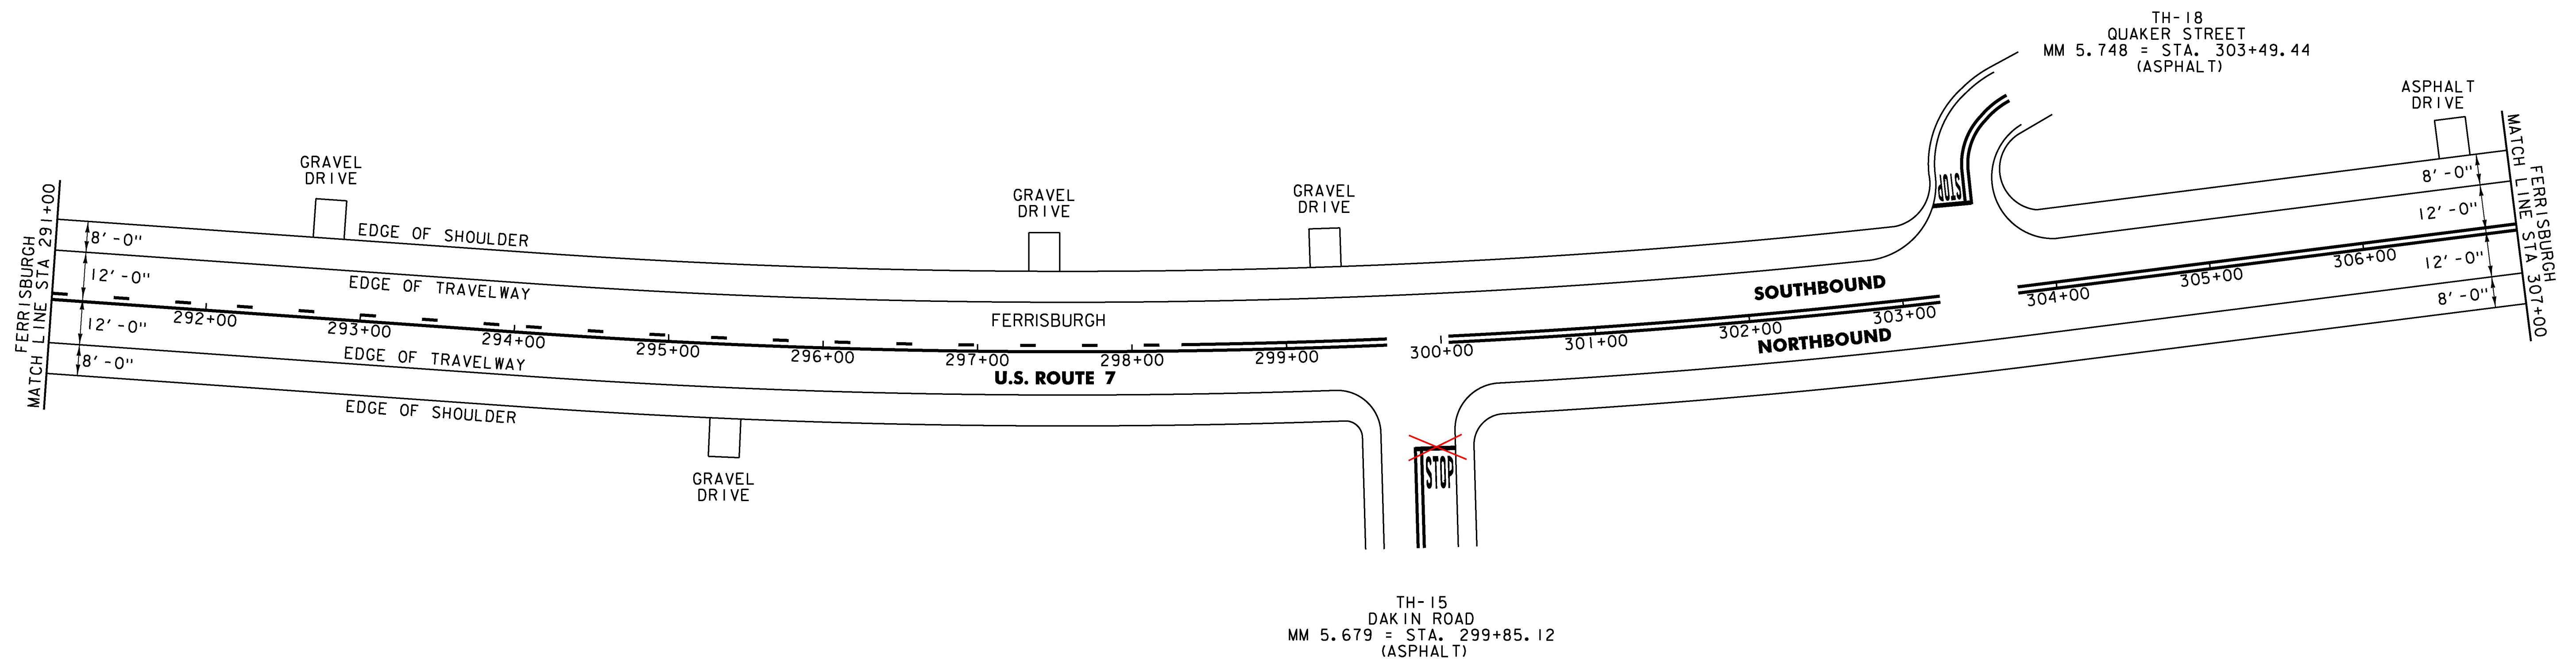 TH-18
QUAKER STREET
MM 5.748 = STA. 303+49.44
(ASPHALT)
ASPHALT
DRIVE
GRAVEL
DRIVE
GRAVEL
DRIVE
GRAVEL
DRIVE
FERRISBURGH
MATCH LINE STA 291+00
8'-0"
12'-0"
12'-0"
8'-0"
EDGE OF SHOULDER
EDGE OF TRAVELWAY
EDGE OF TRAVELWAY
EDGE OF SHOULDER
292+00
293+00
294+00
295+00
296+00
297+00
298+00
299+00
300+00
301+00
302+00
303+00
304+00
305+00
306+00
FERRISBURGH
U.S. ROUTE 7
SOUTHBOUND
NORTHBOUND
STOP
STOP
8'-0"
12'-0"
12'-0"
8'-0"
MATCH LINE STA 307+00
FERRISBURGH
GRAVEL
DRIVE
TH-15
DAKIN ROAD
MM 5.679 = STA. 299+85.12
(ASPHALT)